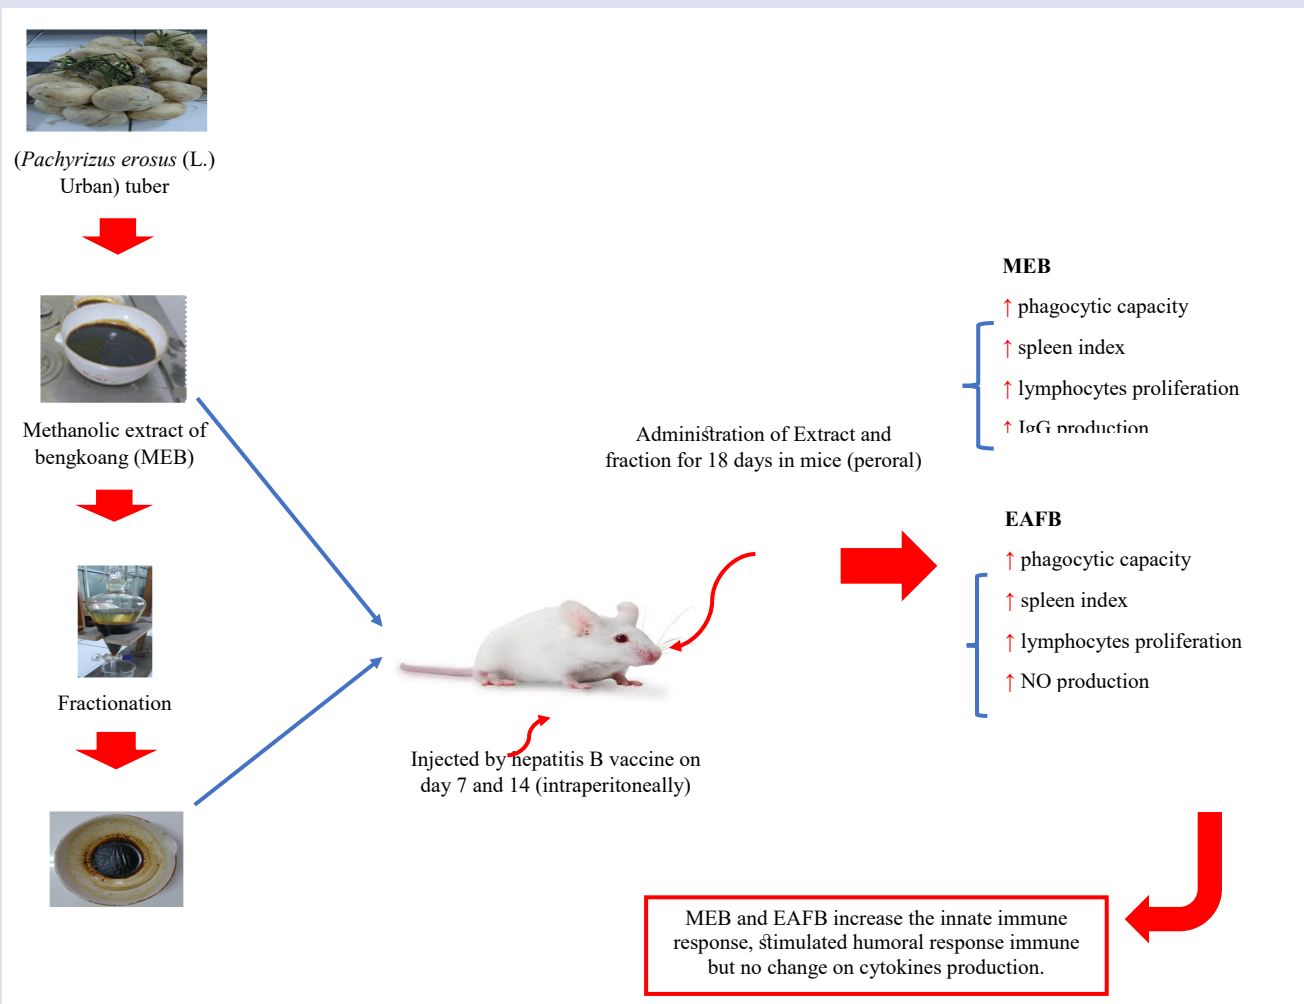 (Pachyrizus erosus (L.)
Urban) tuber
Methanolic extract of
bengkoang (MEB)
Fractionation
Administration of Extract and
fraction for 18 days in mice (peroral)
Injected by hepatitis B vaccine on
day 7 and 14 (intraperitoneally)
MEB
↑ phagocytic capacity
↑ spleen index
↑ lymphocytes proliferation
↑ IgG production
EAFB
↑ phagocytic capacity
↑ spleen index
↑ lymphocytes proliferation
↑ NO production
MEB and EAFB increase the innate immune
response, stimulated humoral response immune
but no change on cytokines production.